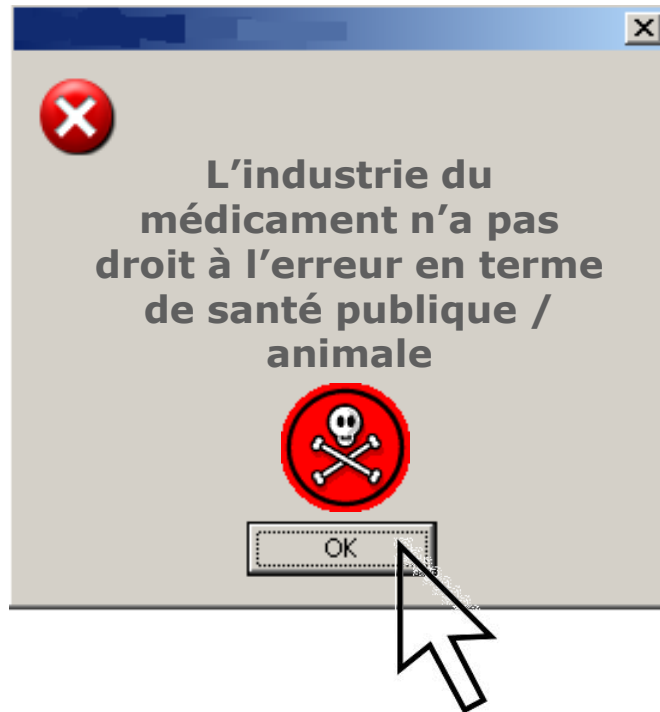 L’industrie du
médicament n’a pas
droit à l’erreur en terme
de santé publique /
animale
OK